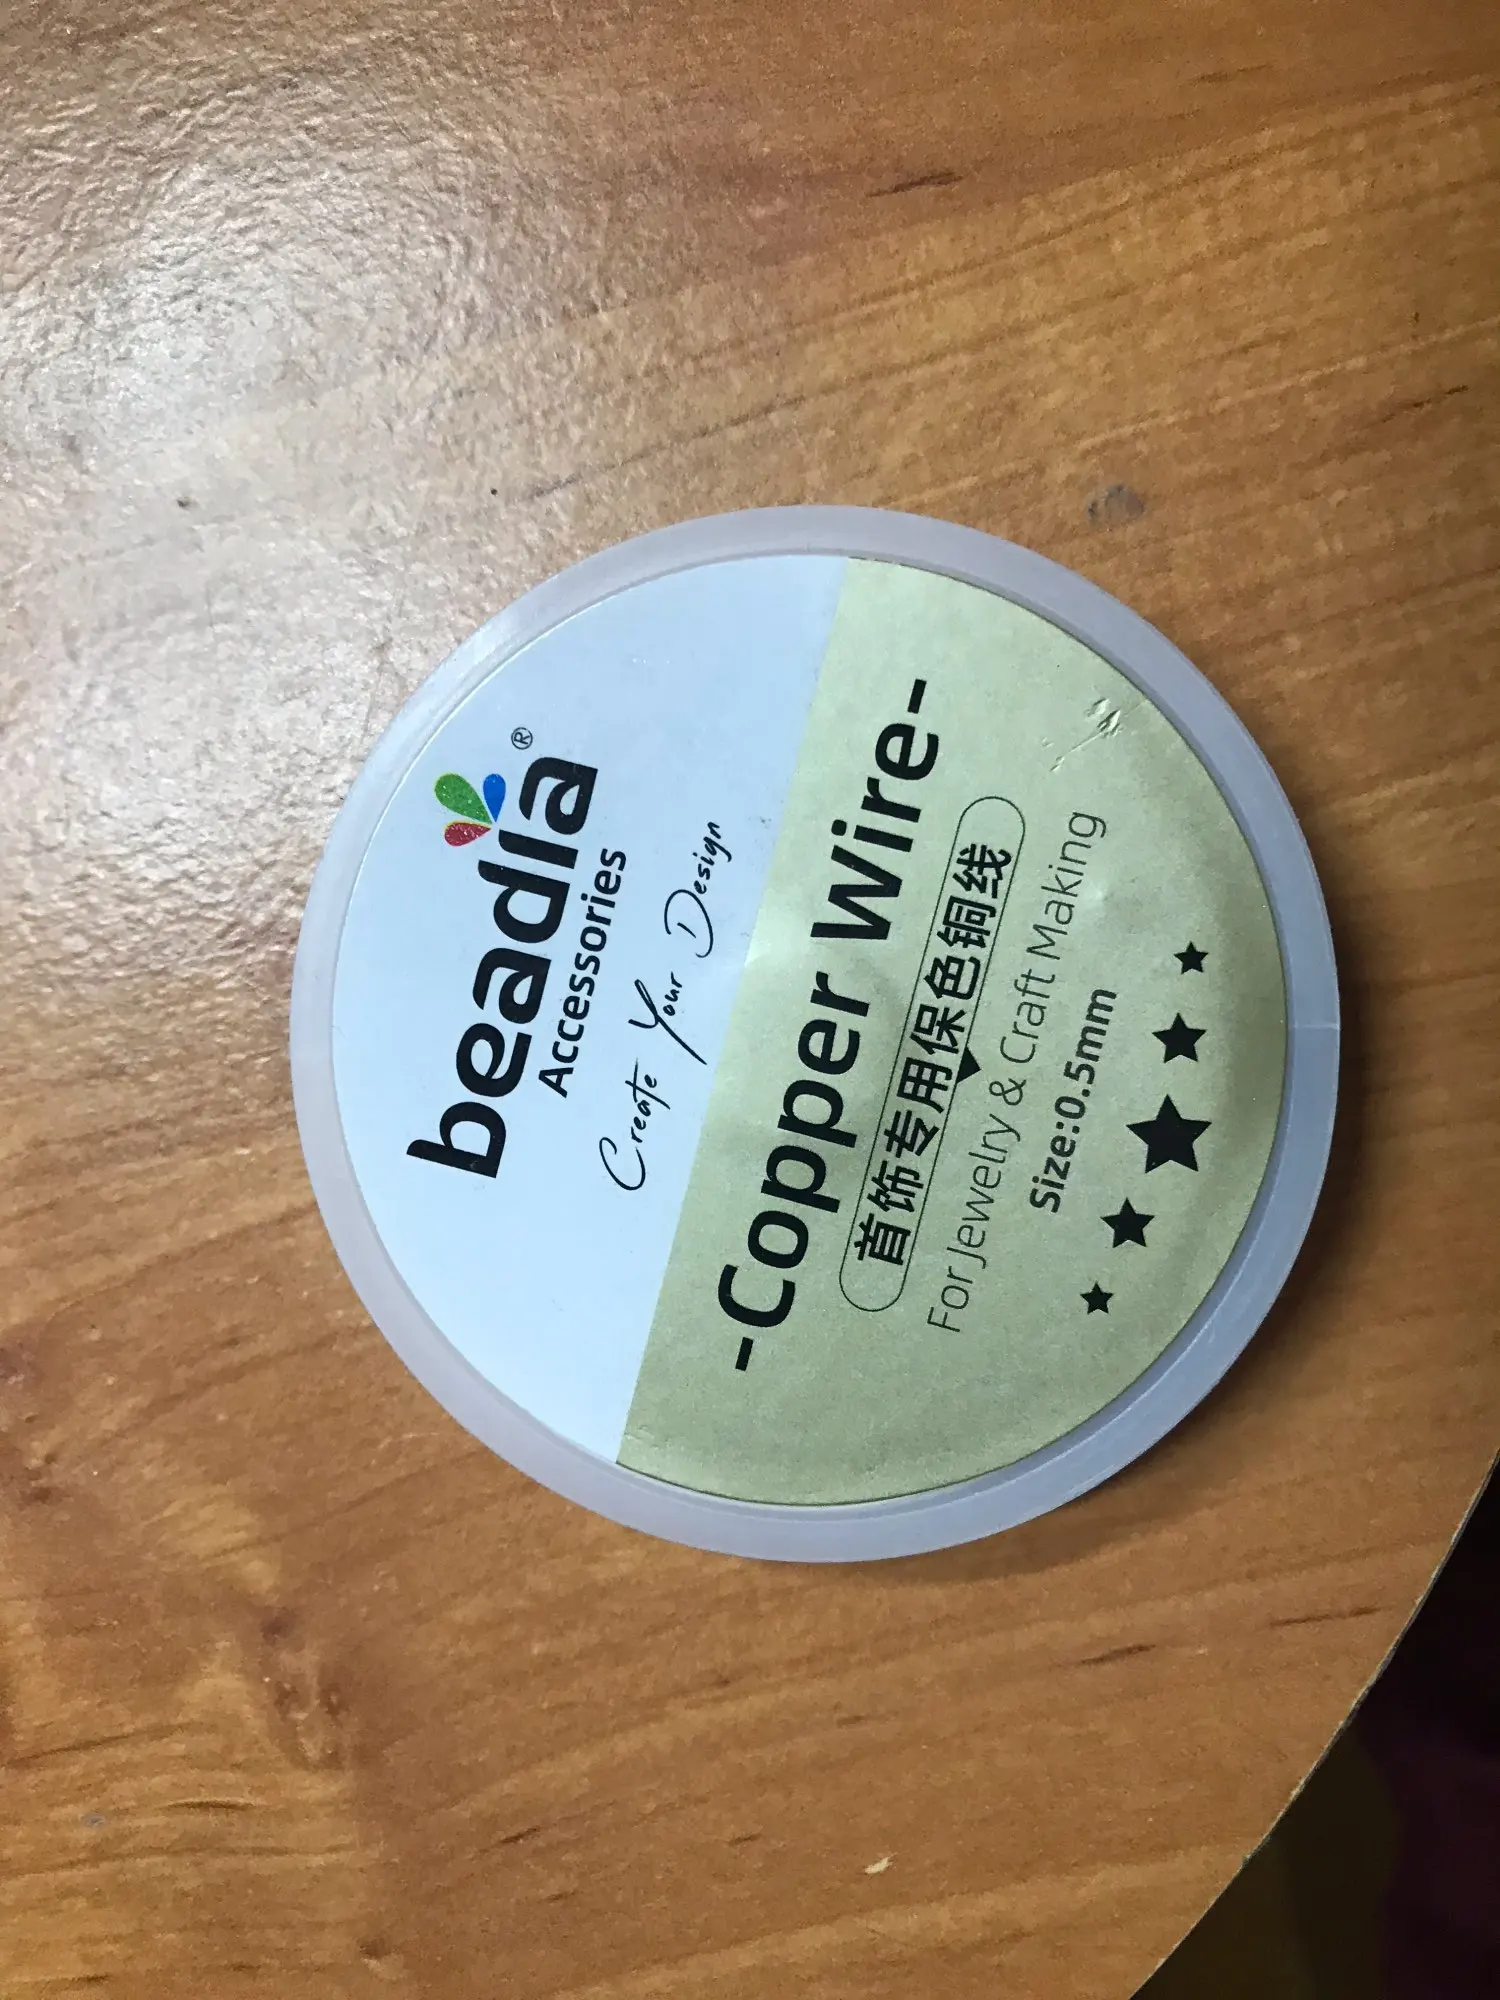 beadia®
Accessories
Create Your Design
-Copper Wire-
首饰专用保色铜线
For Jewelry & Craft Making
Size:0.5mm